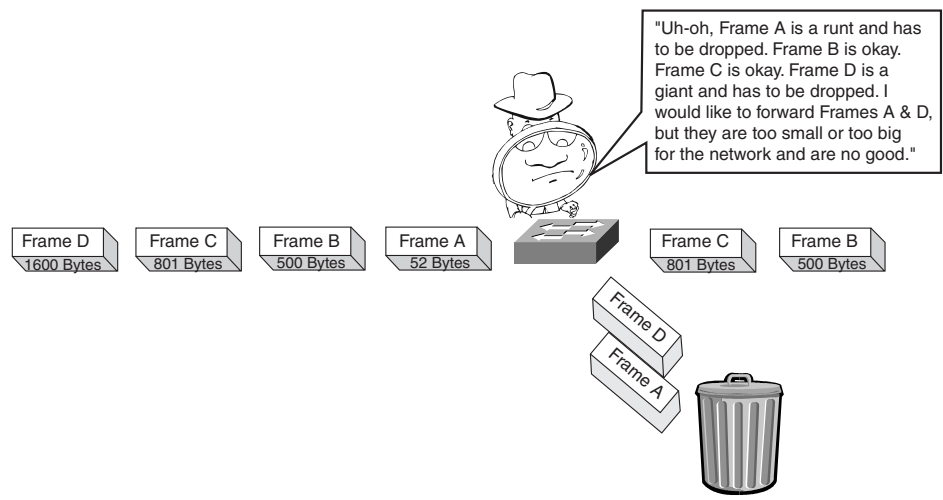 "Uh-oh, Frame A is a runt and has
to be dropped. Frame B is okay.
Frame C is okay. Frame D is a
giant and has to be dropped. I
would like to forward Frames A & D,
but they are too small or too big
for the network and are no good."
Frame D
1600 Bytes
Frame C
801 Bytes
Frame B
500 Bytes
Frame A
52 Bytes
Frame C
801 Bytes
Frame B
500 Bytes
Frame D
Frame A